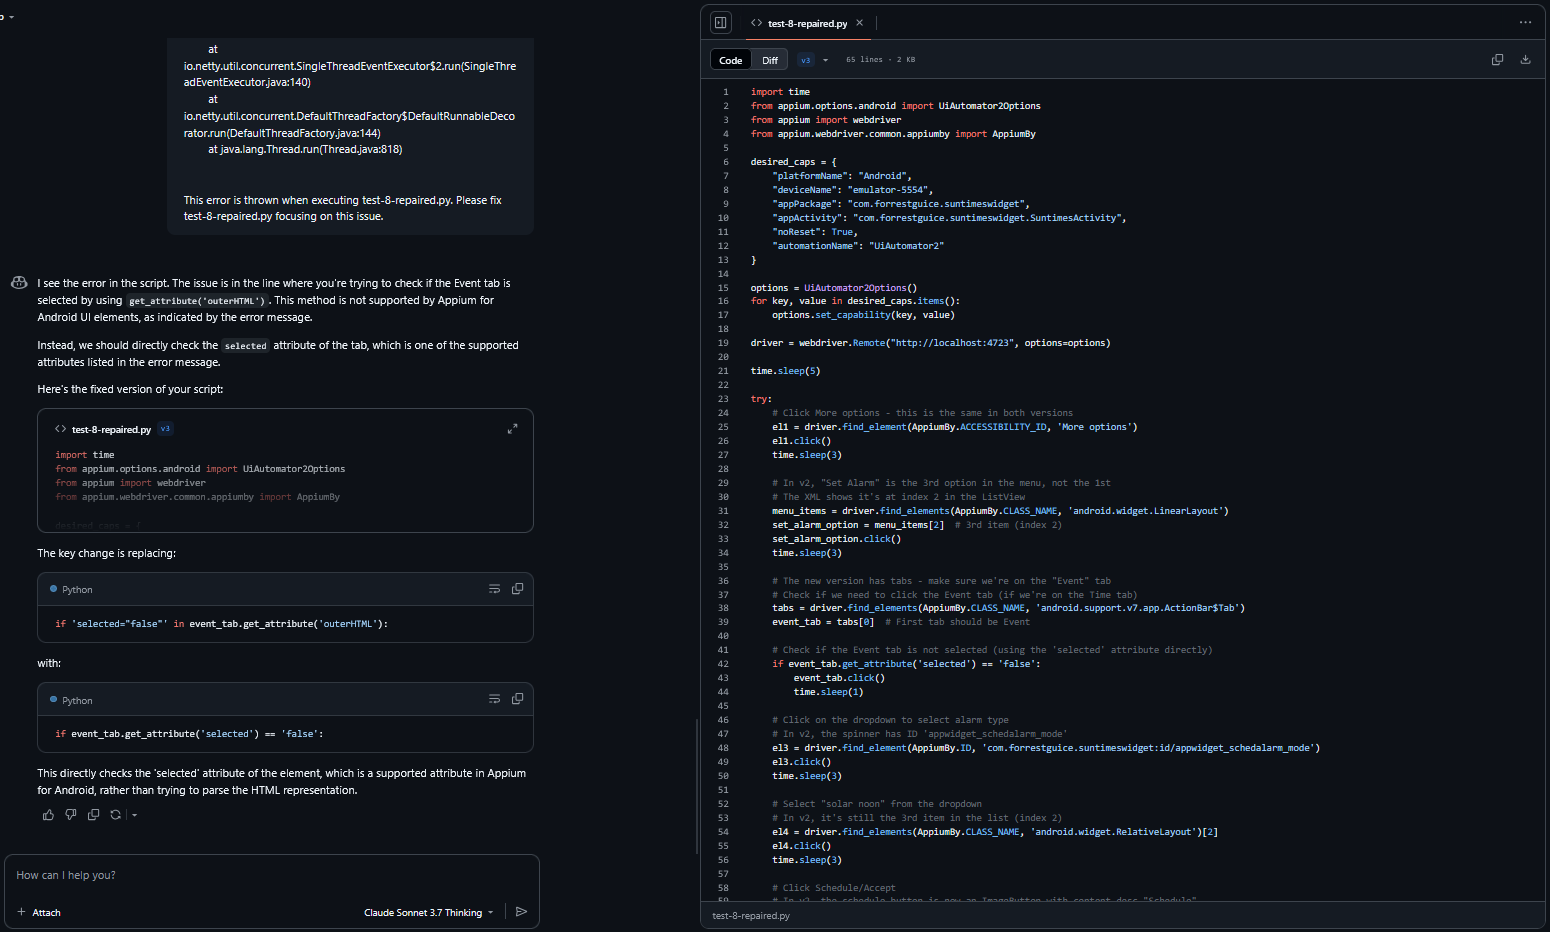 at
io.netty.util.concurrent.SingleThreadEventExecutor$2.run(SingleThre
adEventExecutor.java:140)
at
io.netty.util.concurrent.DefaultThreadFactory$DefaultRunnableDeco
rator.run(DefaultThreadFactory.java:144)
at java.lang.Thread.run(Thread.java:818)
This error is thrown when executing test-8-repaired.py. Please fix
test-8-repaired.py focusing on this issue.
I see the error in the script. The issue is in the line where you're trying to check if the Event tab is
selected by using get_attribute('outerHTML'). This method is not supported by Appium for
Android UI elements, as indicated by the error message.
Instead, we should directly check the selected attribute of the tab, which is one of the supported
attributes listed in the error message.
Here's the fixed version of your script:
<> test-8-repaired.py v3
import time
from appium.options.android import UiAutomator2Options
from appium import webdriver
from appium.webdriver.common.appiumby import AppiumBy
desired_caps = {
The key change is replacing:
Python
if 'selected="false"' in event_tab.get_attribute('outerHTML'):
with:
Python
if event_tab.get_attribute('selected') == 'false':
This directly checks the 'selected' attribute of the element, which is a supported attribute in Appium
for Android, rather than trying to parse the HTML representation.
How can I help you?
+ Attach
Claude Sonnet 3.7 Thinking
<> test-8-repaired.py ×
Code Diff v3 65 lines · 2 KB
1 import time
2 from appium.options.android import UiAutomator2Options
3 from appium import webdriver
4 from appium.webdriver.common.appiumby import AppiumBy
5
6 desired_caps = {
7 "platformName": "Android",
8 "deviceName": "emulator-5554",
9 "appPackage": "com.forrestguice.suntimeswidget",
10 "appActivity": "com.forrestguice.suntimeswidget.SuntimesActivity",
11 "noReset": True,
12 "automationName": "UiAutomator2"
13 }
14
15 options = UiAutomator2Options()
16 for key, value in desired_caps.items():
17 options.set_capability(key, value)
18
19 driver = webdriver.Remote("http://localhost:4723", options=options)
20
21 time.sleep(5)
22
23 try:
24 # Click More options - this is the same in both versions
25 el1 = driver.find_element(AppiumBy.ACCESSIBILITY_ID, 'More options')
26 el1.click()
27 time.sleep(3)
28
29 # In v2, "Set Alarm" is the 3rd option in the menu, not the 1st
30 # The XML shows it's at index 2 in the ListView
31 menu_items = driver.find_elements(AppiumBy.CLASS_NAME, 'android.widget.LinearLayout')
32 set_alarm_option = menu_items[2] # 3rd item (index 2)
33 set_alarm_option.click()
34 time.sleep(3)
35
36 # The new version has tabs - make sure we're on the "Event" tab
37 # Check if we need to click the Event tab (if we're on the Time tab)
38 tabs = driver.find_elements(AppiumBy.CLASS_NAME, 'android.support.v7.app.ActionBar$Tab')
39 event_tab = tabs[0] # First tab should be Event
40
41 # Check if the Event tab is not selected (using the 'selected' attribute directly)
42 if event_tab.get_attribute('selected') == 'false':
43 event_tab.click()
44 time.sleep(1)
45
46 # Click on the dropdown to select alarm type
47 # In v2, the spinner has ID 'appwidget_schedalarm_mode'
48 el3 = driver.find_element(AppiumBy.ID, 'com.forrestguice.suntimeswidget:id/appwidget_schedalarm_mode')
49 el3.click()
50 time.sleep(3)
51
52 # Select "solar noon" from the dropdown
53 # In v2, it's still the 3rd item in the list (index 2)
54 el4 = driver.find_elements(AppiumBy.CLASS_NAME, 'android.widget.RelativeLayout')[2]
55 el4.click()
56 time.sleep(3)
57
58 # Click Schedule/Accept
59 # In v2, the schedule button is now an ImageButton with content-desc "Schedule"
test-8-repaired.py